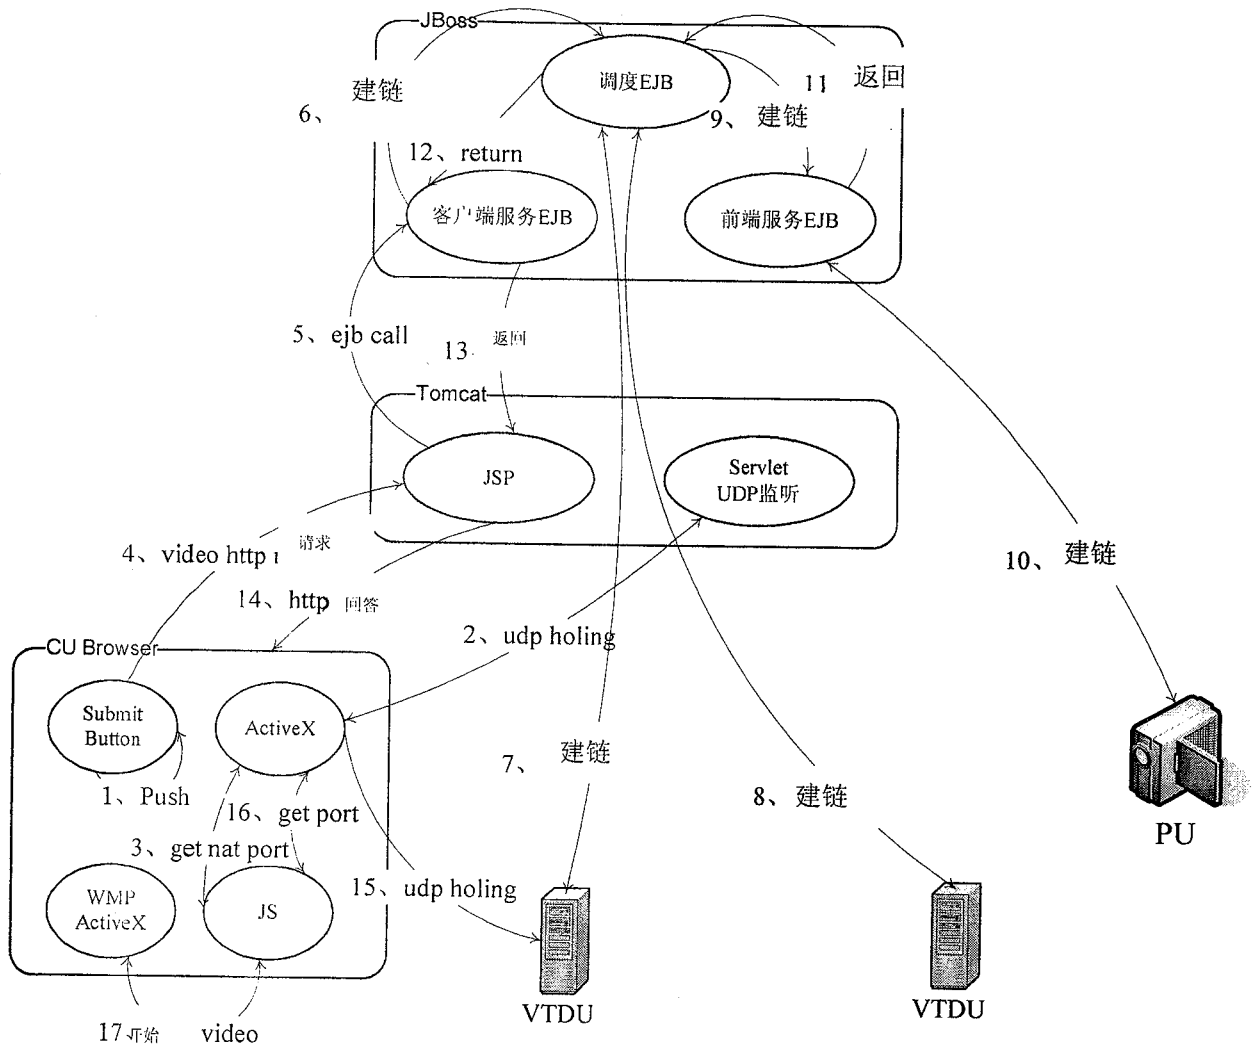 JBoss
建链
6、
调度EJB
11
返回
9、
建链
12、return
客户端服务EJB
前端服务EJB
5、ejb call
13
返回
Tomcat
JSP
Servlet
UDP监听
4、video http
请求
14、http
回答
2、udp holing
10、
建链
CU Browser
Submit
Button
ActiveX
1、Push
16、get port
3、get nat port
7、
建链
8、建链
PU
WMP
ActiveX
JS
15、udp holing
VTDU
VTDU
17开始
video